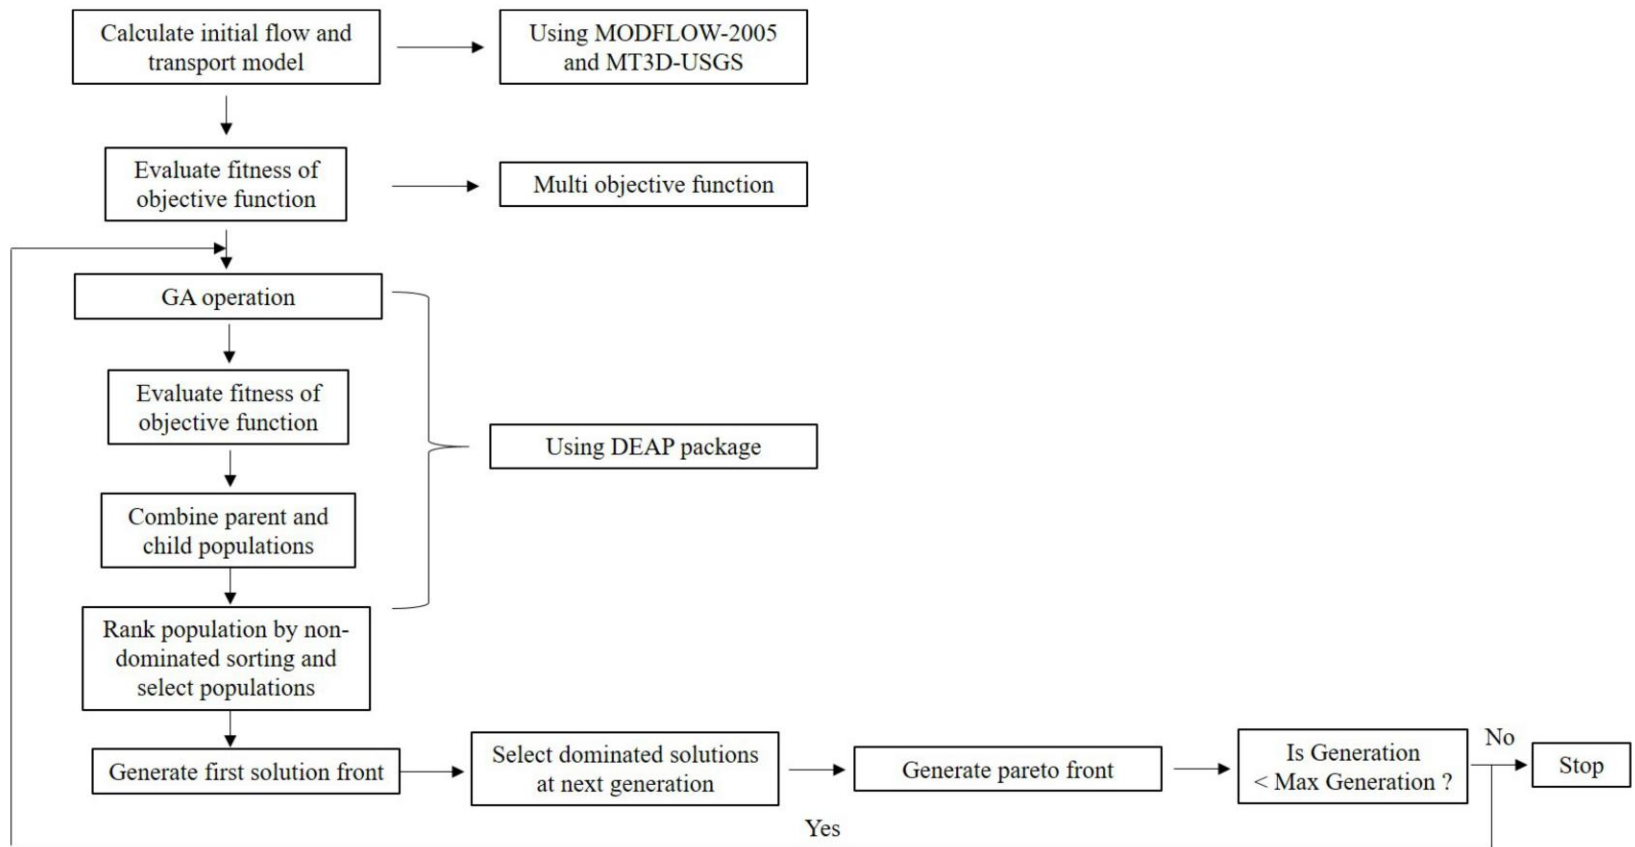 Calculate initial flow and
transport model
Using MODFLOW-2005
and MT3D-USGS
Evaluate fitness of
objective function
Multi objective function
GA operation
Evaluate fitness of
objective function
Using DEAP package
Combine parent and
child populations
Rank population by non-
dominated sorting and
select populations
Generate first solution front
Select dominated solutions
at next generation
Generate pareto front
Is Generation
< Max Generation ?
No
Stop
Yes